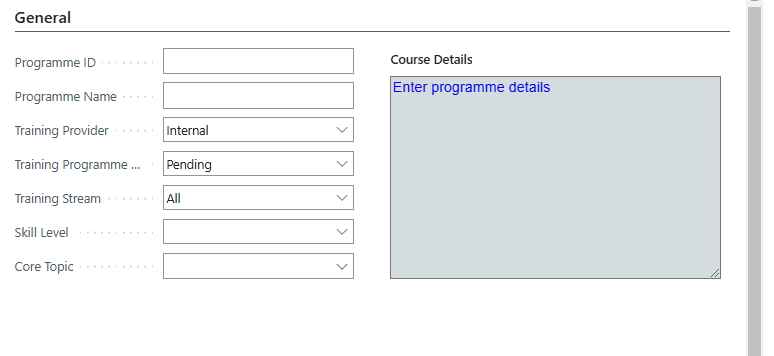 General
Programme ID
Course Details
Enter programme details
Programme Name
Training Provider
Internal
Training Programme ...
Pending
Training Stream
All
Skill Level
Core Topic